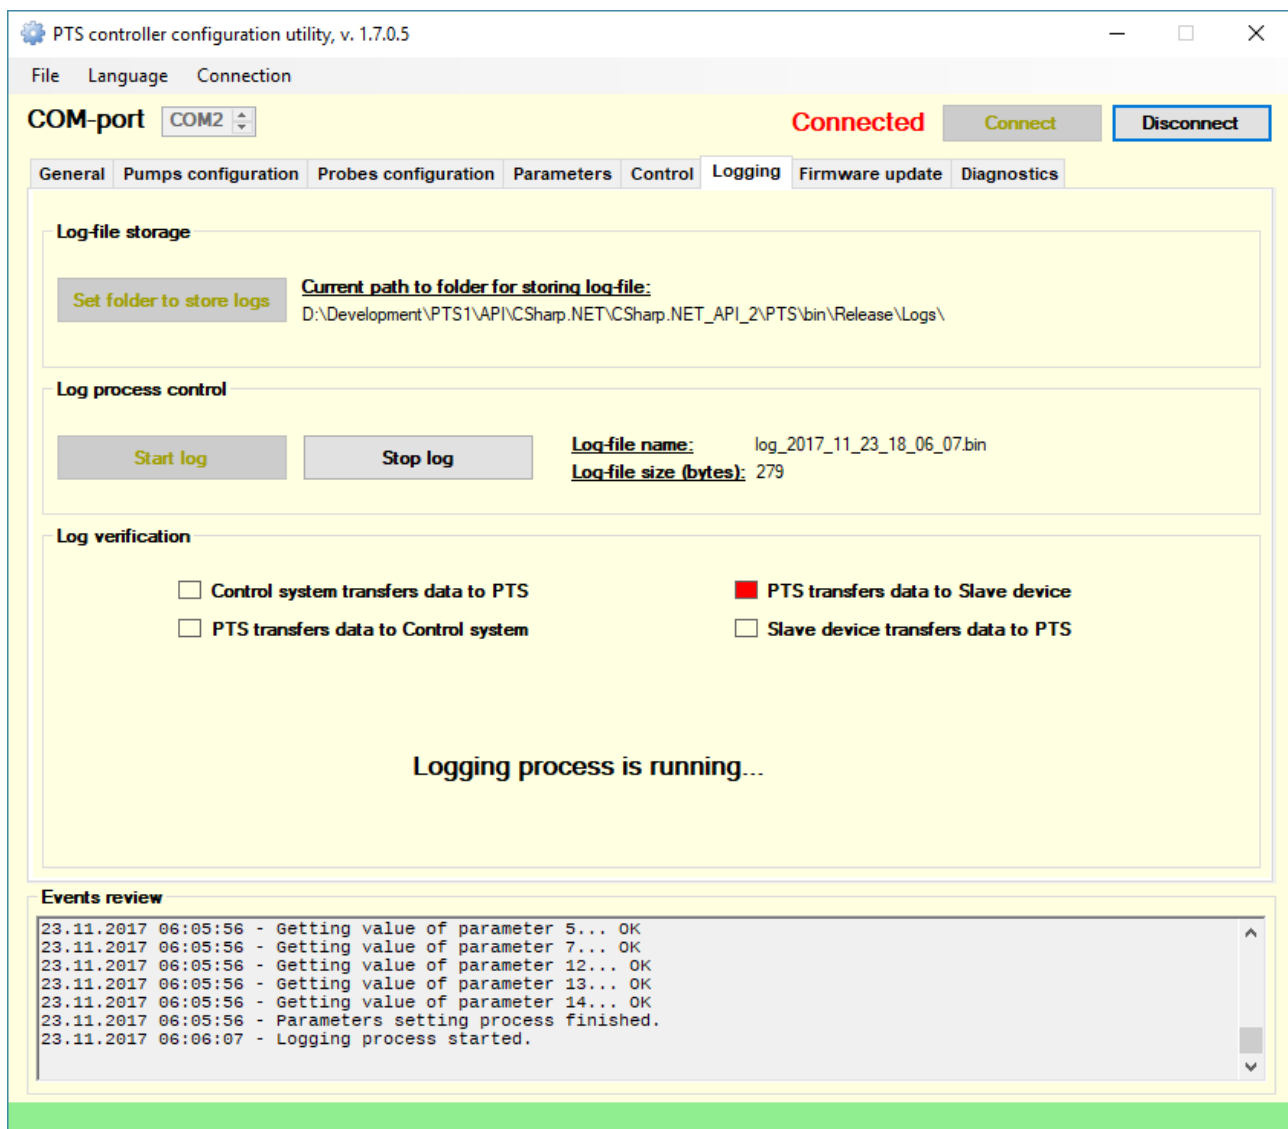 PTS controller configuration utility, v. 1.7.0.5
File Language Connection
COM-port COM2 Connected Connect Disconnect
General Pumps configuration Probes configuration Parameters Control Logging Firmware update Diagnostics
Log-file storage
Set folder to store logs
Current path to folder for storing log-file:
D:\Development\PTS1\API\CSharp.NET\CSharp.NET_API_2\PTS\bin\Release\Logs\
Log process control
Start log Stop log
Log-file name: log_2017_11_23_18_06_07.bin
Log-file size (bytes): 279
Log verification
Control system transfers data to PTS PTS transfers data to Slave device
PTS transfers data to Control system Slave device transfers data to PTS
Logging process is running...
Events review
23.11.2017 06:05:56 - Getting value of parameter 5... OK
23.11.2017 06:05:56 - Getting value of parameter 7... OK
23.11.2017 06:05:56 - Getting value of parameter 12... OK
23.11.2017 06:05:56 - Getting value of parameter 13... OK
23.11.2017 06:05:56 - Getting value of parameter 14... OK
23.11.2017 06:05:56 - Parameters setting process finished.
23.11.2017 06:06:07 - Logging process started.